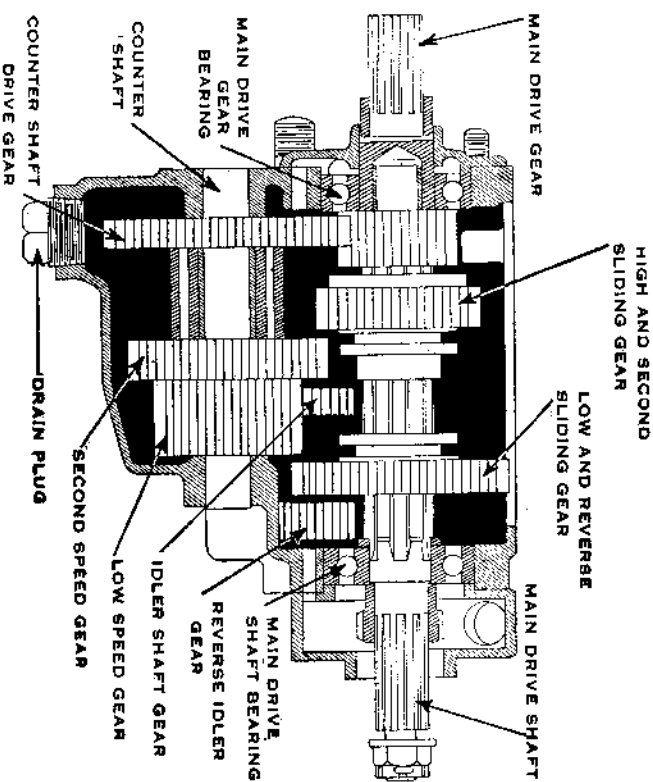 HIGH AND SECOND
SLIDING GEAR
LOW AND REVERSE
SLIDING GEAR
MAIN DRIVE GEAR
MAIN DRIVE SHAFT
MAIN DRIVE
GEAR
BEARING
COUNTER
SHAFT
COUNTER SHAFT
DRIVE GEAR
MAIN DRIVE
SHAFT BEARING
REVERSE IDLER
GEAR
IDLER SHAFT GEAR
LOW SPEED GEAR
SECOND SPEED GEAR
DRAIN PLUG